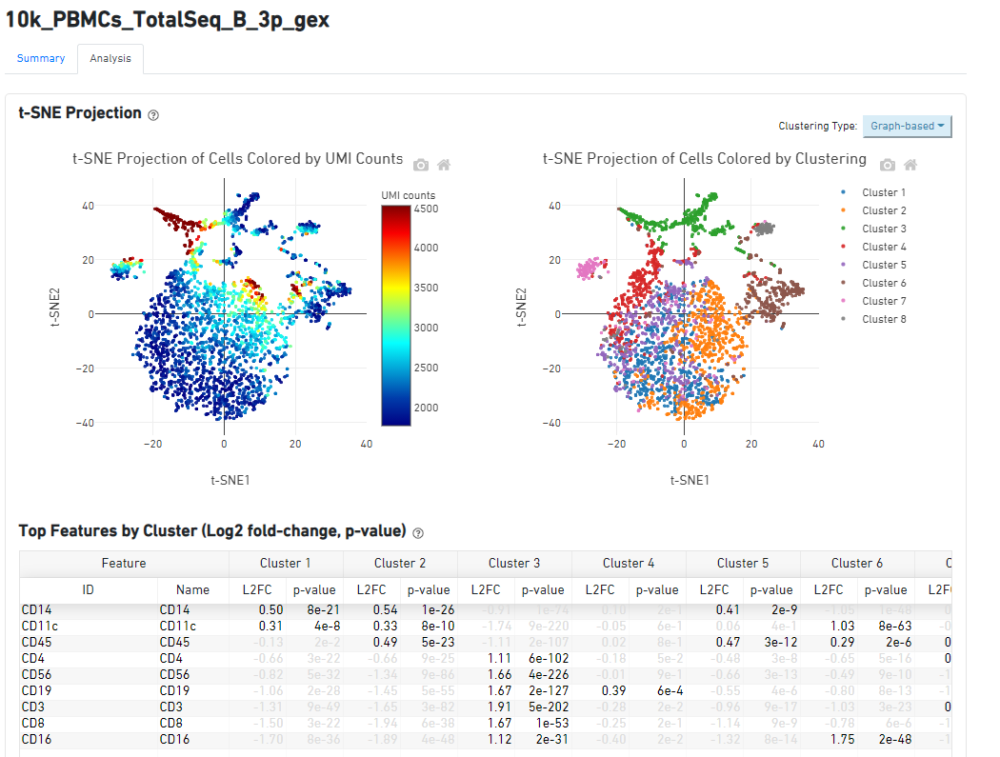 10k_PBMCs_TotalSeq_B_3p_gex
Summary Analysis
t-SNE Projection ?
Clustering Type: Graph-based
t-SNE Projection of Cells Colored by UMI Counts
t-SNE Projection of Cells Colored by Clustering
UMI counts
4500
4000
3500
3000
2500
2000
40
20
0
−20
−40
t-SNE2
−20 0 20 40
t-SNE1
40
20
0
−20
−40
t-SNE2
−20 0 20 40
t-SNE1
Cluster 1
Cluster 2
Cluster 3
Cluster 4
Cluster 5
Cluster 6
Cluster 7
Cluster 8
Top Features by Cluster (Log2 fold-change, p-value) ?
Feature Cluster 1 Cluster 2 Cluster 3 Cluster 4 Cluster 5 Cluster 6
ID Name L2FC p-value L2FC p-value L2FC p-value L2FC p-value L2FC p-value L2FC p-value
CD14 CD14 0.50 8e-21 0.54 1e-26 -0.91 1e-74 0.10 2e-1 0.41 2e-9 -1.05 1e-48
CD11c CD11c 0.31 4e-8 0.33 8e-10 -1.74 9e-220 -0.05 6e-1 0.06 4e-1 1.03 8e-63
CD45 CD45 -0.13 2e-2 0.49 5e-23 -1.11 2e-107 0.02 8e-1 0.47 3e-12 0.29 2e-6
CD4 CD4 -0.66 3e-22 -0.66 9e-25 1.11 6e-102 -0.18 5e-2 -0.48 3e-8 -0.65 5e-16
CD56 CD56 -0.82 5e-32 -1.34 9e-86 1.66 4e-226 -0.01 9e-1 -0.66 3e-13 -0.49 9e-10
CD19 CD19 -1.06 2e-28 -1.45 5e-55 1.67 2e-127 0.39 6e-4 -0.55 4e-6 -0.80 8e-13
CD3 CD3 -1.31 9e-49 -1.65 3e-82 1.91 5e-202 -0.28 2e-2 -0.96 9e-17 -1.03 3e-23
CD8 CD8 -1.50 3e-22 -1.94 6e-38 1.67 1e-53 -0.25 2e-1 -1.14 9e-9 -0.78 6e-6
CD16 CD16 -1.70 8e-36 -1.89 4e-48 1.12 2e-31 -0.40 2e-2 -1.32 8e-14 1.75 2e-48